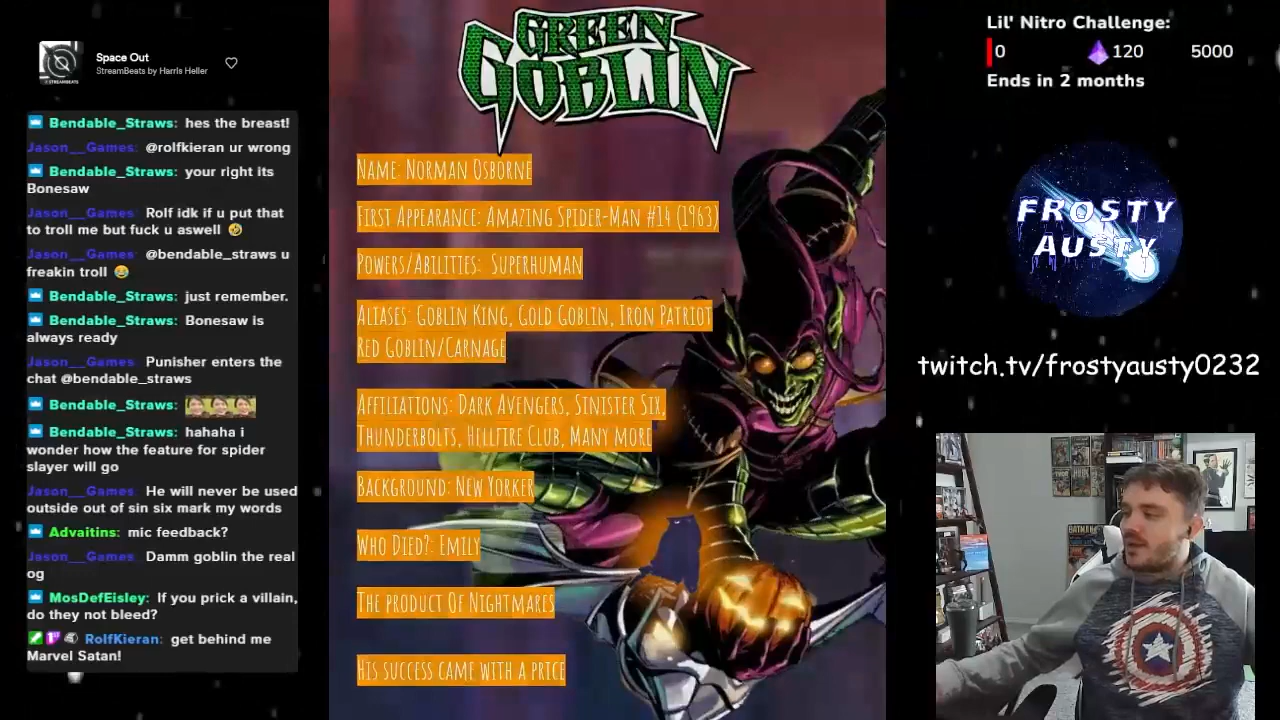 Space Out
StreamBeats by Harris Heller
Bendable_Straws: hes the breast!
Jason__Games: @rolfkieran ur wrong
Bendable_Straws: your right its
Bonesaw
Jason__Games: Rolf idk if u put that
to troll me but fuck u aswell 🤣
Jason__Games: @bendable_straws u
freakin troll 😂
Bendable_Straws: just remember.
Bendable_Straws: Bonesaw is
always ready
Jason__Games: Punisher enters the
chat @bendable_straws
Bendable_Straws:
Bendable_Straws: hahaha i
wonder how the feature for spider
slayer will go
Jason__Games: He will never be used
outside out of sin six mark my words
Advaitins: mic feedback?
Jason__Games: Damm goblin the real
og
MosDefEisley: If you prick a villain,
do they not bleed?
RolfKieran: get behind me
Marvel Satan!
GREEN
GOBLIN
Name: Norman Osborne
First Appearance: Amazing Spider-Man #14 (1963)
Powers/Abilities: Superhuman
Aliases: Goblin King, Gold Goblin, Iron Patriot
Red Goblin/Carnage
Affiliations: Dark Avengers, Sinister Six,
Thunderbolts, Hellfire Club, Many more
Background: New Yorker
Who Died?: Emily
The product Of Nightmares
His success came with a price
Lil' Nitro Challenge:
0 120 5000
Ends in 2 months
FROSTY
AUSTY
twitch.tv/frostyausty0232
BATMAN